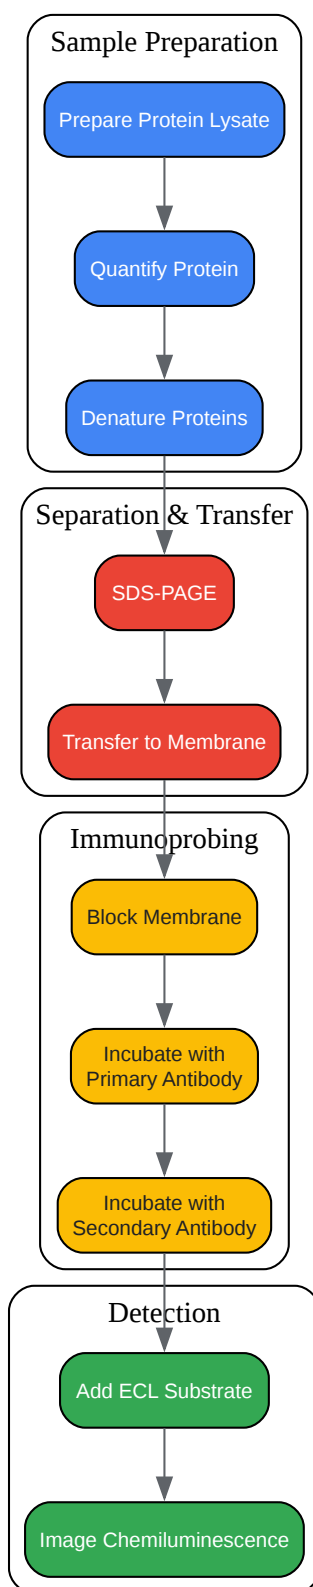 Sample Preparation
Prepare Protein Lysate
Quantify Protein
Denature Proteins
Separation & Transfer
SDS-PAGE
Transfer to Membrane
Immunoprobing
Block Membrane
Incubate with
Primary Antibody
Incubate with
Secondary Antibody
Detection
Add ECL Substrate
Image Chemiluminescence